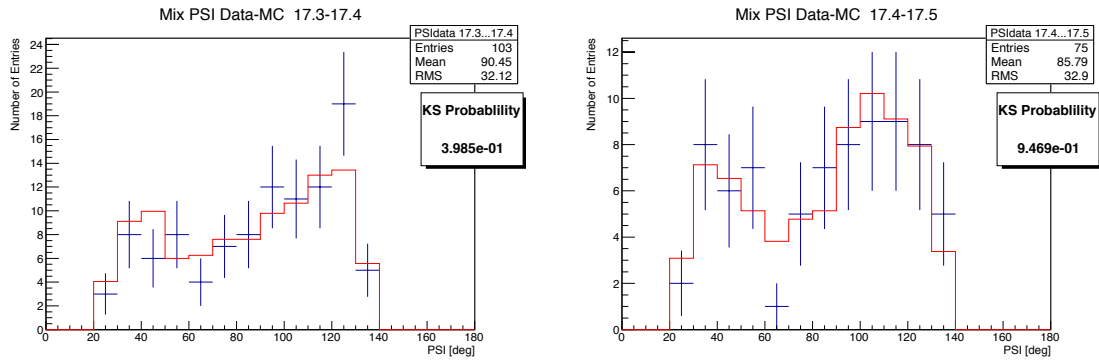 Mix PSI Data-MC 17.3-17.4
PSIdata 17.3...17.4
Entries 103
Mean 90.45
RMS 32.12
KS Probablility
3.985e-01
Number of Entries
24
22
20
18
16
14
12
10
8
6
4
2
0
0 20 40 60 80 100 120 140 160 180
PSI [deg]
Mix PSI Data-MC 17.4-17.5
PSIdata 17.4...17.5
Entries 75
Mean 85.79
RMS 32.9
KS Probablility
9.469e-01
Number of Entries
12
10
8
6
4
2
0
0 20 40 60 80 100 120 140 160 180
PSI [deg]